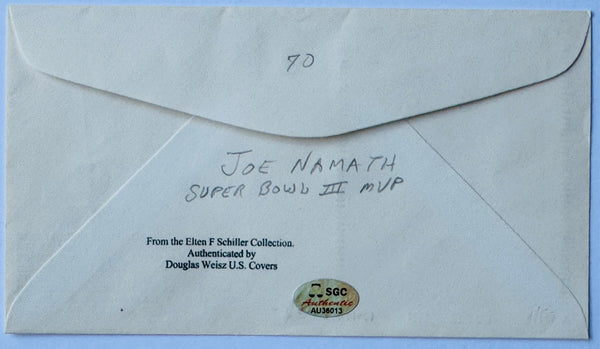 70
JOE NAMATH
SUPER BOWL III MVP
From the Elten F Schiller Collection.
Authenticated by
Douglas Weisz U.S. Covers
SGC
Authentic
AU36013